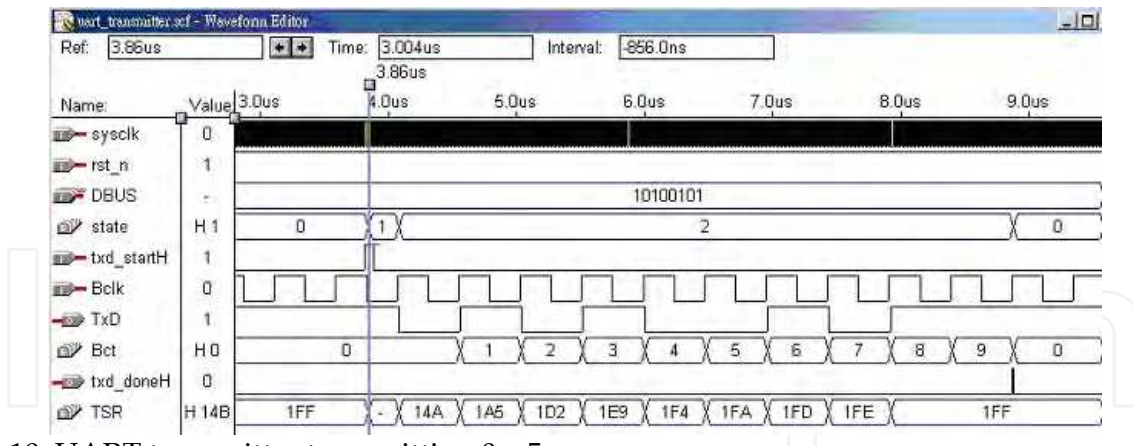 uart_transmitter.scf - Waveform Editor
Ref: 3.86us Time: 3.004us Interval: -856.0ns
3.86us
Name: Value 3.0us 4.0us 5.0us 6.0us 7.0us 8.0us 9.0us
sysclk 0
rst_n 1
DBUS - 10100101
state H 1 0 1 2 0
txd_startH 1
Bclk 0
TxD 1
Bct H 0 0 1 2 3 4 5 6 7 8 9 0
txd_doneH 0
TSR H 14B 1FF - 14A 1A5 1D2 1E9 1F4 1FA 1FD 1FE 1FF